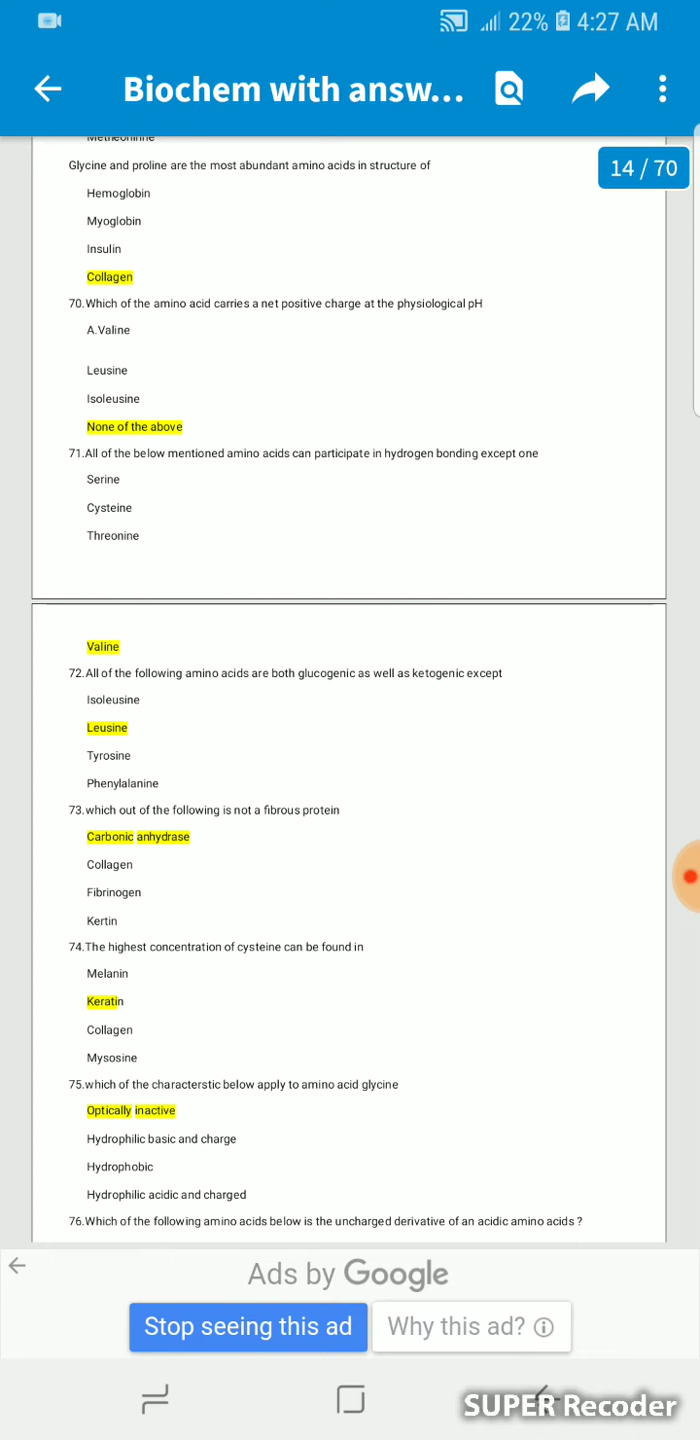 22% 4:27 AM
Biochem with answ...
Metheoninne
Glycine and proline are the most abundant amino acids in structure of
14 / 70
Hemoglobin
Myoglobin
Insulin
Collagen
70.Which of the amino acid carries a net positive charge at the physiological pH
A.Valine
Leusine
Isoleusine
None of the above
71.All of the below mentioned amino acids can participate in hydrogen bonding except one
Serine
Cysteine
Threonine
Valine
72.All of the following amino acids are both glucogenic as well as ketogenic except
Isoleusine
Leusine
Tyrosine
Phenylalanine
73.which out of the following is not a fibrous protein
Carbonic anhydrase
Collagen
Fibrinogen
Kertin
74.The highest concentration of cysteine can be found in
Melanin
Keratin
Collagen
Mysosine
75.which of the characterstic below apply to amino acid glycine
Optically inactive
Hydrophilic basic and charge
Hydrophobic
Hydrophilic acidic and charged
76.Which of the following amino acids below is the uncharged derivative of an acidic amino acids ?
Ads by Google
Stop seeing this ad
Why this ad?
SUPER Recoder